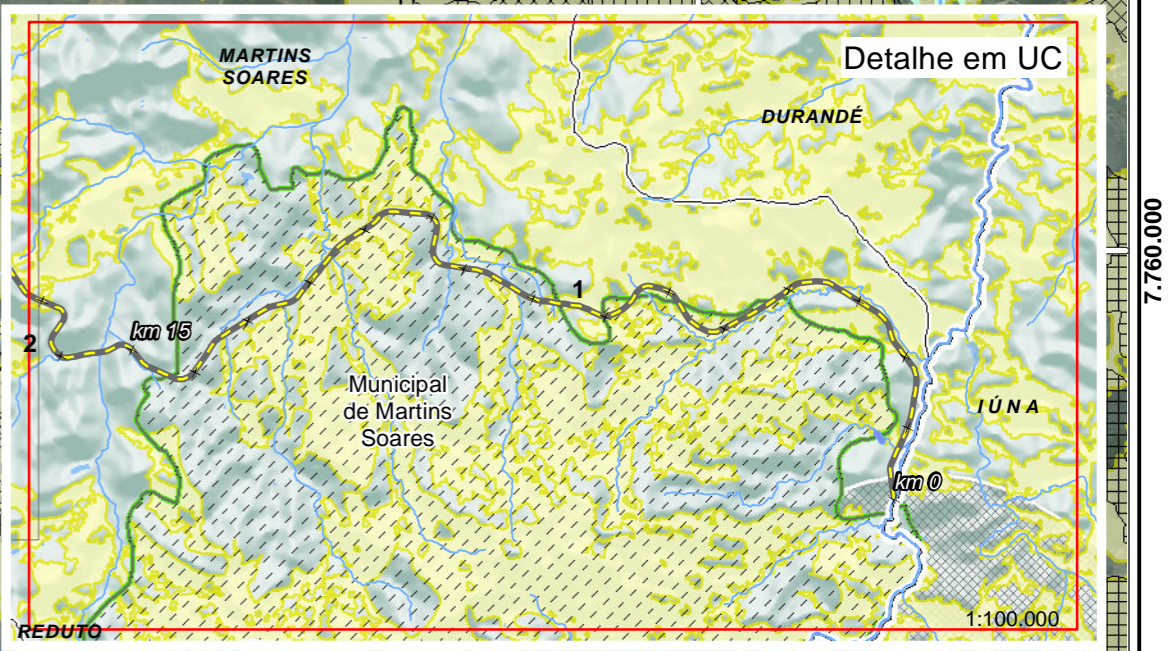 MARTINS
SOARES
Detalhe em UC
DURANDÉ
7.760.000
1
2
km 15
Municipal
de Martins
Soares
IÚNA
km 0
1:100.000
REDUTO